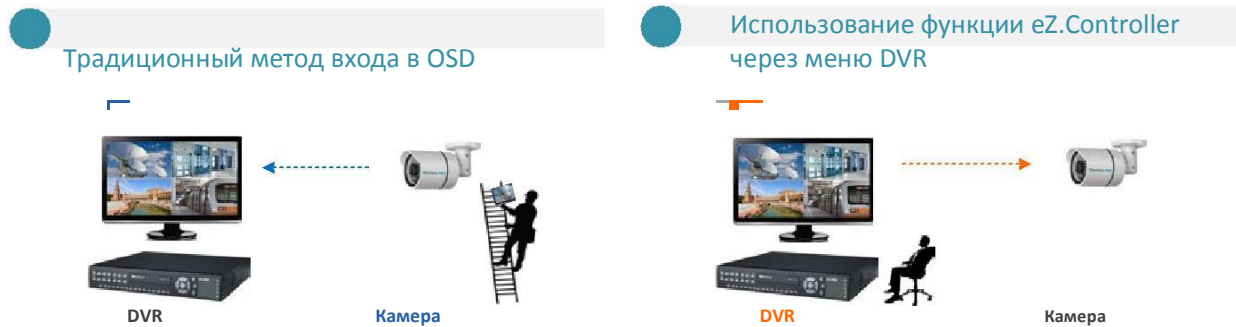 Традиционный метод входа в OSD
Использование функции eZ.Controller
через меню DVR
DVR
Камера
DVR
Камера